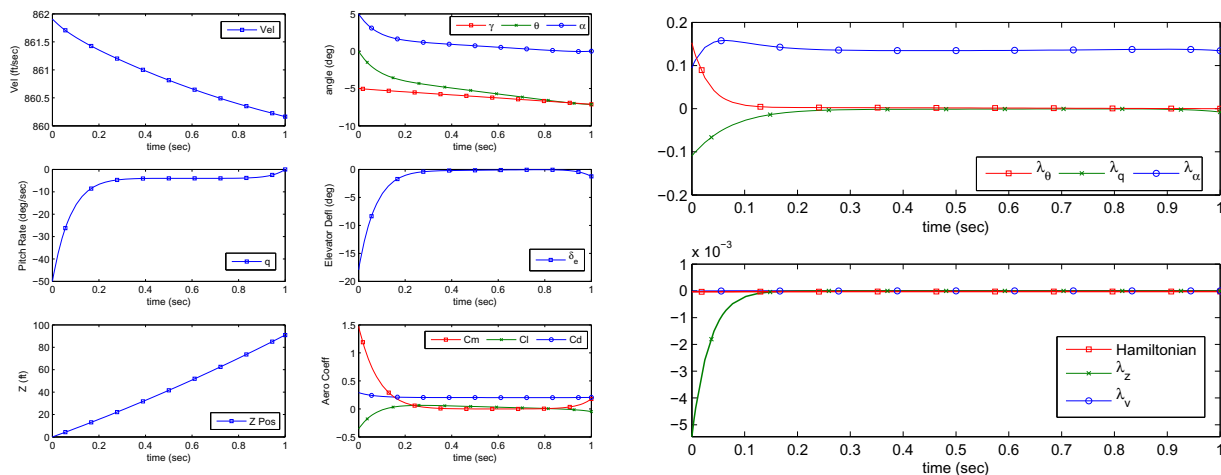 862
861.5
861
860.5
860
0 0.2 0.4 0.6 0.8 1
Vel (ft/sec)
time (sec)
Vel
5
0
−5
−10
0 0.2 0.4 0.6 0.8 1
angle (deg)
time (sec)
γ θ α
0
−10
−20
−30
−40
−50
0 0.2 0.4 0.6 0.8 1
Pitch Rate (deg/sec)
time (sec)
q
0
−5
−10
−15
−20
0 0.2 0.4 0.6 0.8 1
Elevator Defl (deg)
time (sec)
δe
100
80
60
40
20
0
0 0.2 0.4 0.6 0.8 1
Z (ft)
time (sec)
Z Pos
1.5
1
0.5
0
−0.5
0 0.2 0.4 0.6 0.8 1
Aero Coeff
time (sec)
Cm Cl Cd
0.2
0.1
0
−0.1
−0.2
0 0.1 0.2 0.3 0.4 0.5 0.6 0.7 0.8 0.9 1
time (sec)
λθ λq λα
x 10−3
1
0
−1
−2
−3
−4
−5
0 0.1 0.2 0.3 0.4 0.5 0.6 0.7 0.8 0.9 1
time (sec)
Hamiltonian
λz
λv